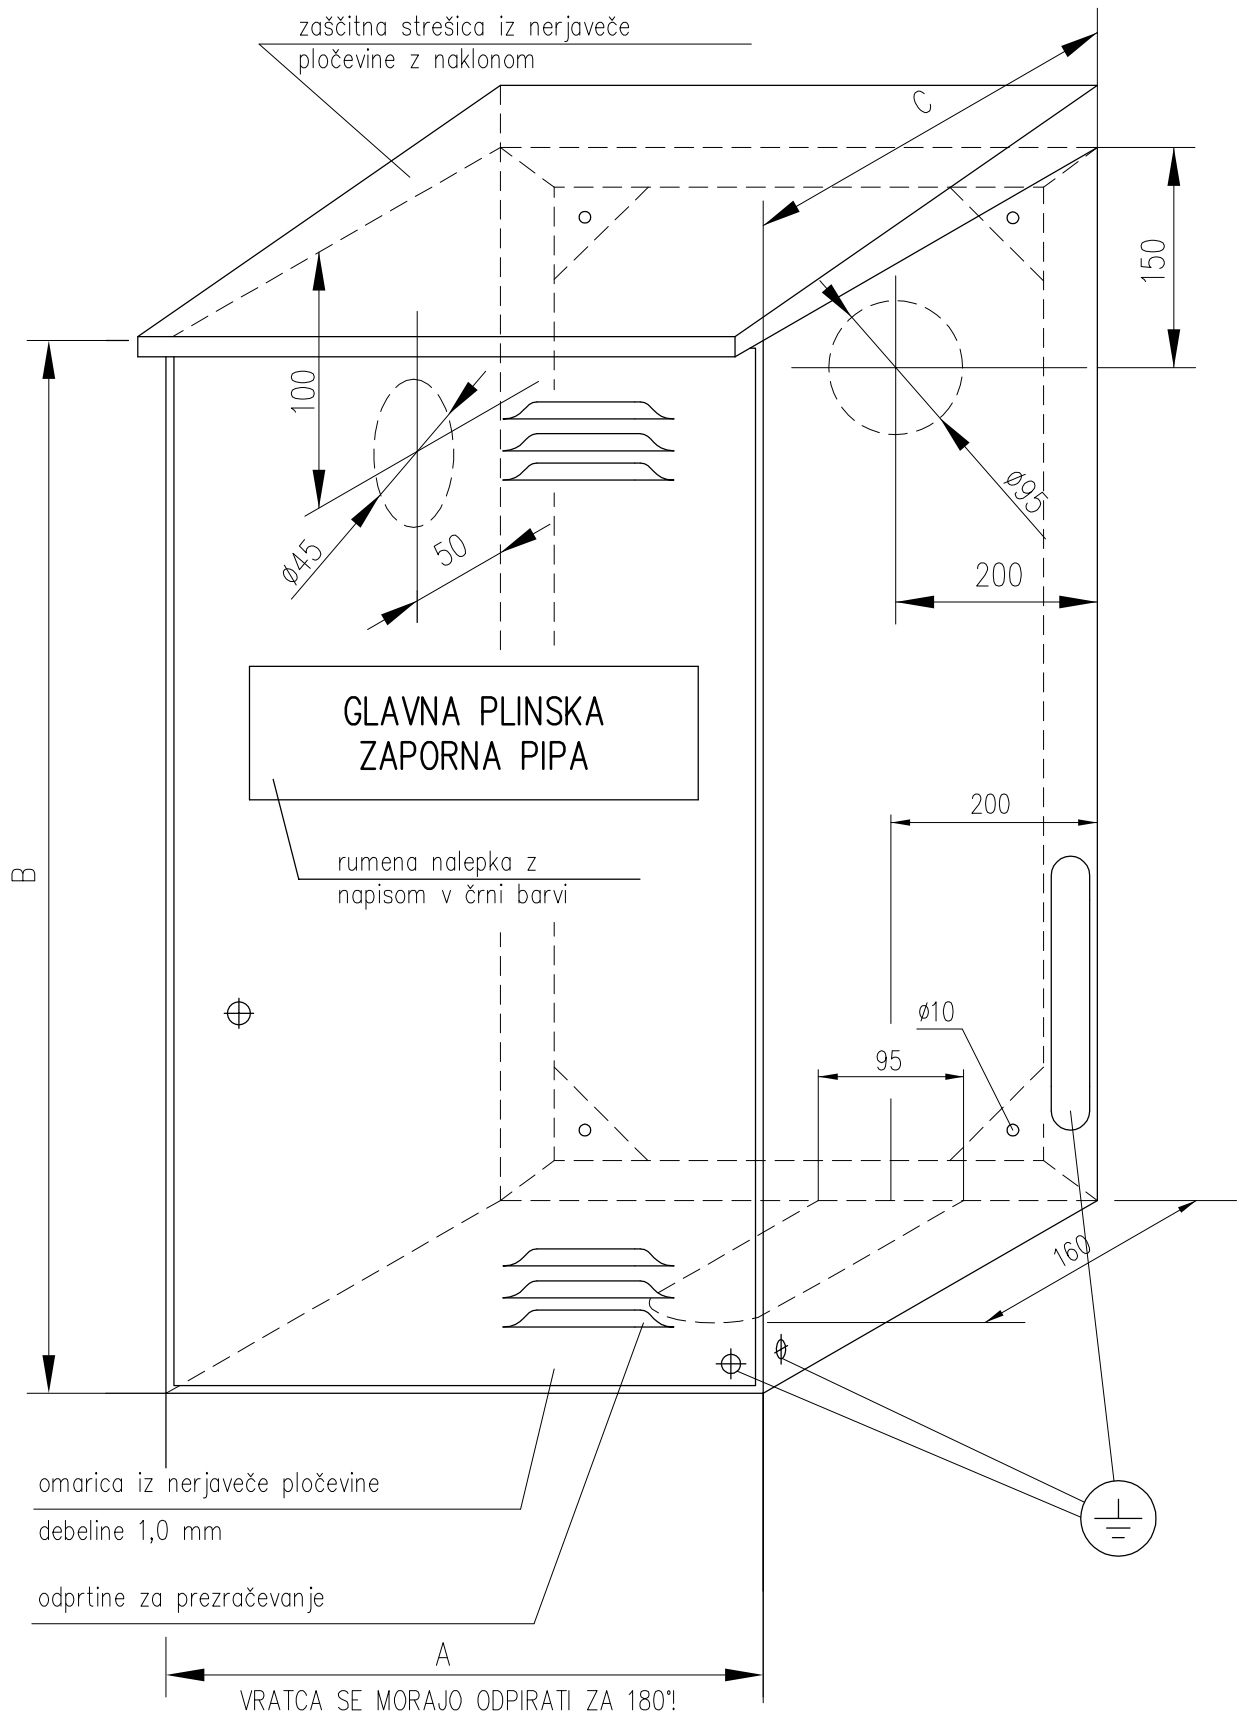 zaščitna strešica iz nerjaveče
pločevine z naklonom
C
150
100
Ø45
50
Ø95
200
GLAVNA PLINSKA
ZAPORNA PIPA
200
rumena nalepka z
napisom v črni barvi
B
Ø10
95
160
omarica iz nerjaveče pločevine
debeline 1,0 mm
odprtine za prezračevanje
A
VRATCA SE MORAJO ODPIRATI ZA 180°!